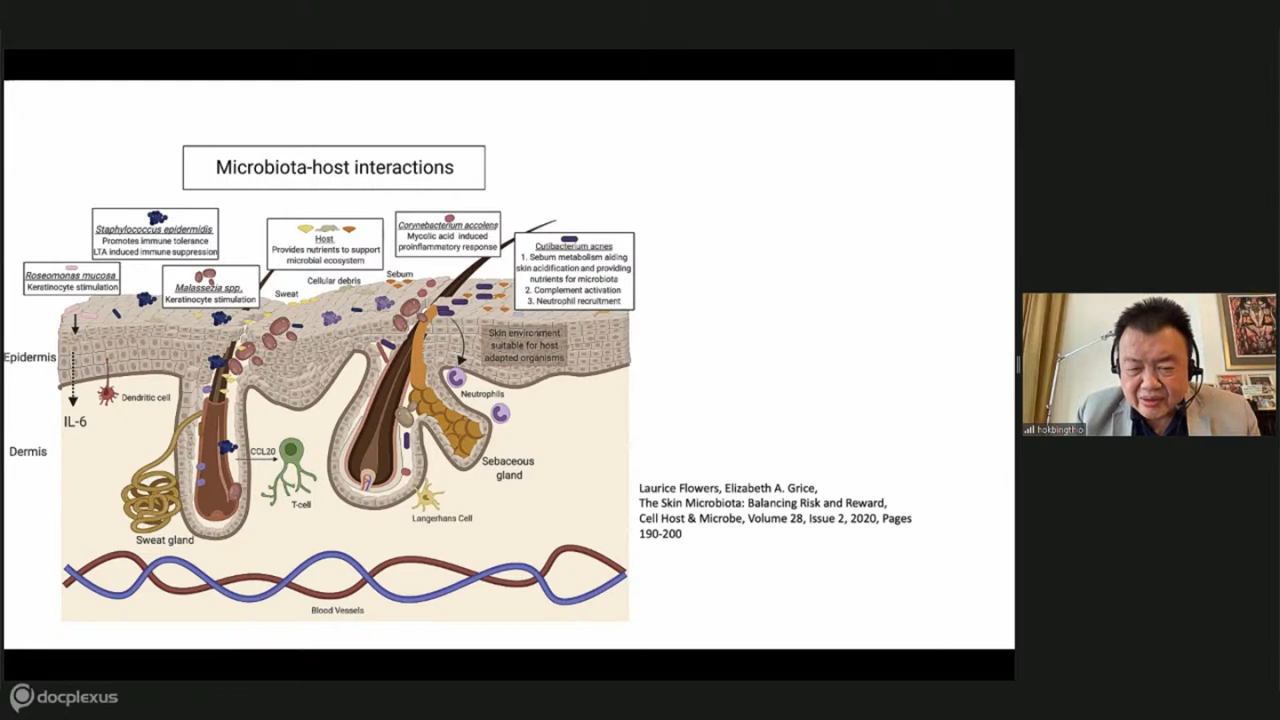 Microbiota-host interactions
Staphylococcus epidermidis
Promotes immune tolerance
LTA induced immune suppression
Roseomonas mucosa
Keratinocyte stimulation
Malassezia spp.
Keratinocyte stimulation
Host
Provides nutrients to support
microbial ecosystem
Corynebacterium accolens
Mycolic acid induced
proinflammatory response
Cutibacterium acnes
1. Sebum metabolism aiding
skin acidification and providing
nutrients for microbiota
2. Complement activation
3. Neutrophil recruitment
Sweat
Cellular debris
Sebum
Skin environment
suitable for host
adapted organisms
Epidermis
Dendritic cell
IL-6
Neutrophils
Dermis
CCL20
T-cell
Sebaceous
gland
Langerhans Cell
Sweat gland
Blood Vessels
Laurice Flowers, Elizabeth A. Grice,
The Skin Microbiota: Balancing Risk and Reward,
Cell Host & Microbe, Volume 28, Issue 2, 2020, Pages
190-200
hokbingthio
docplexus